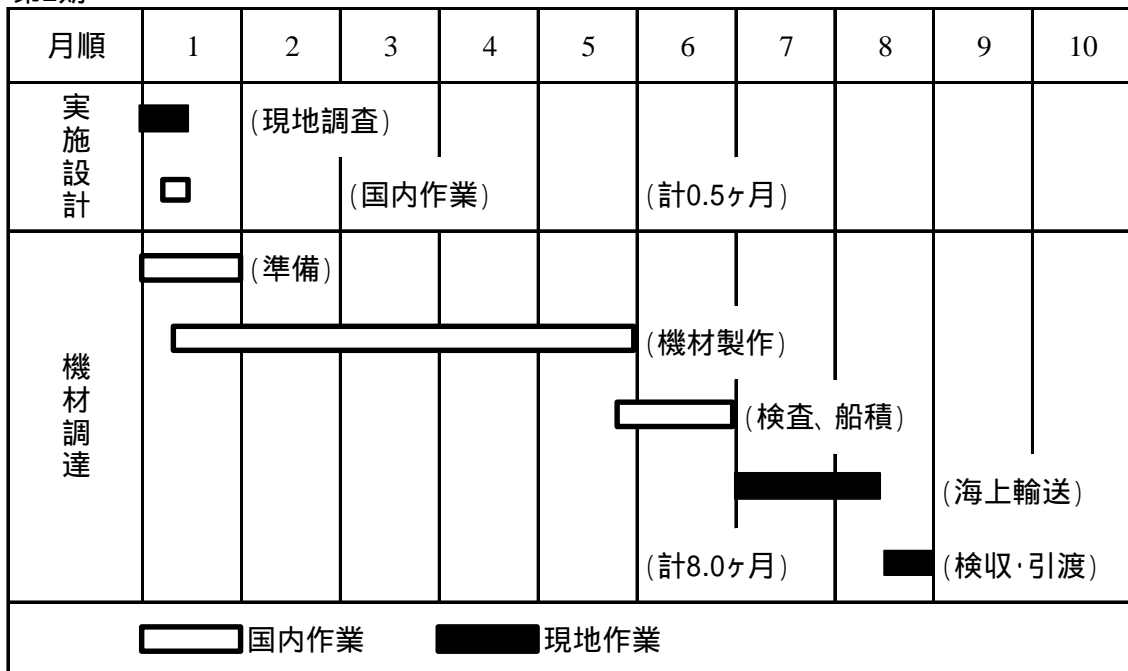 月順 1 2 3 4 5 6 7 8 9 10
実施設計
(現地調査)
(国内作業) (計0.5ヶ月)
機材調達
(準備)
(機材製作)
(検査、船積)
(海上輸送)
(計8.0ヶ月) (検収・引渡)
国内作業 現地作業